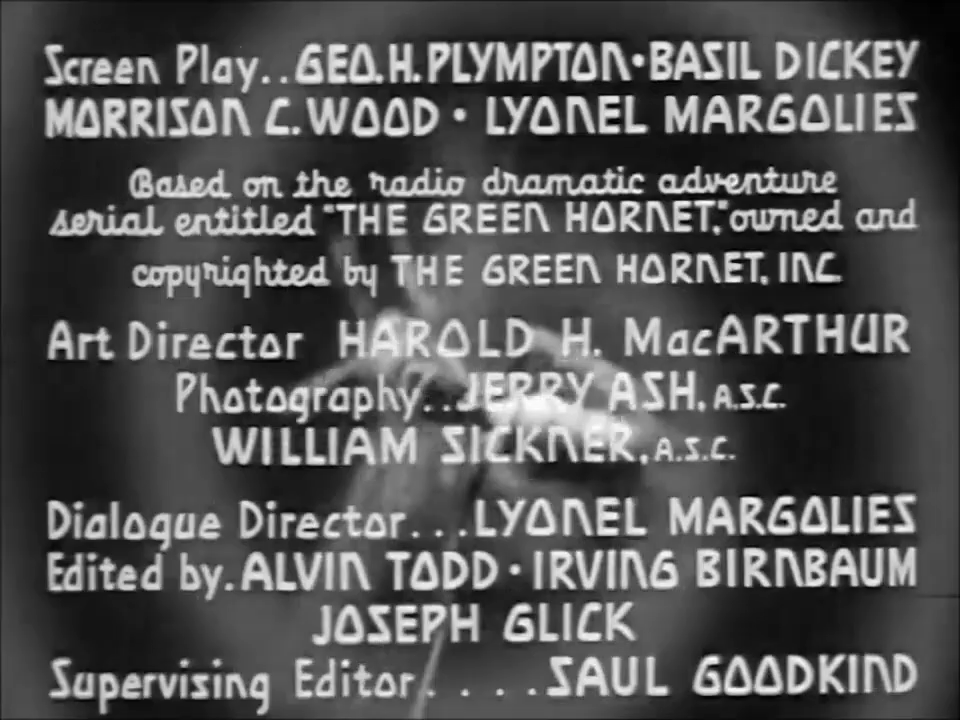 Screen Play..GEO.H.PLYMPTON•BASIL DICKEY
MORRISON C.WOOD • LYONEL MARGOLIES
Based on the radio dramatic adventure
serial entitled "THE GREEN HORNET," owned and
copyrighted by THE GREEN HORNET, INC.
Art Director HAROLD H. MacARTHUR
Photography..JERRY ASH, A.S.C.
WILLIAM SICKNER, A.S.C.
Dialogue Director...LYONEL MARGOLIES
Edited by.ALVIN TODD•IRVING BIRNBAUM
JOSEPH GLICK
Supervising Editor....SAUL GOODKIND